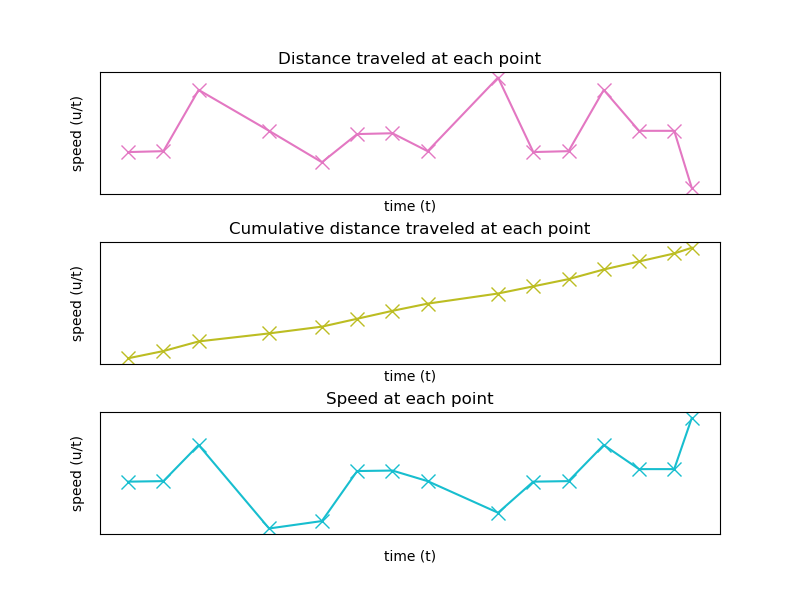 Distance traveled at each point
speed (u/t)
time (t)
Cumulative distance traveled at each point
speed (u/t)
time (t)
Speed at each point
speed (u/t)
time (t)